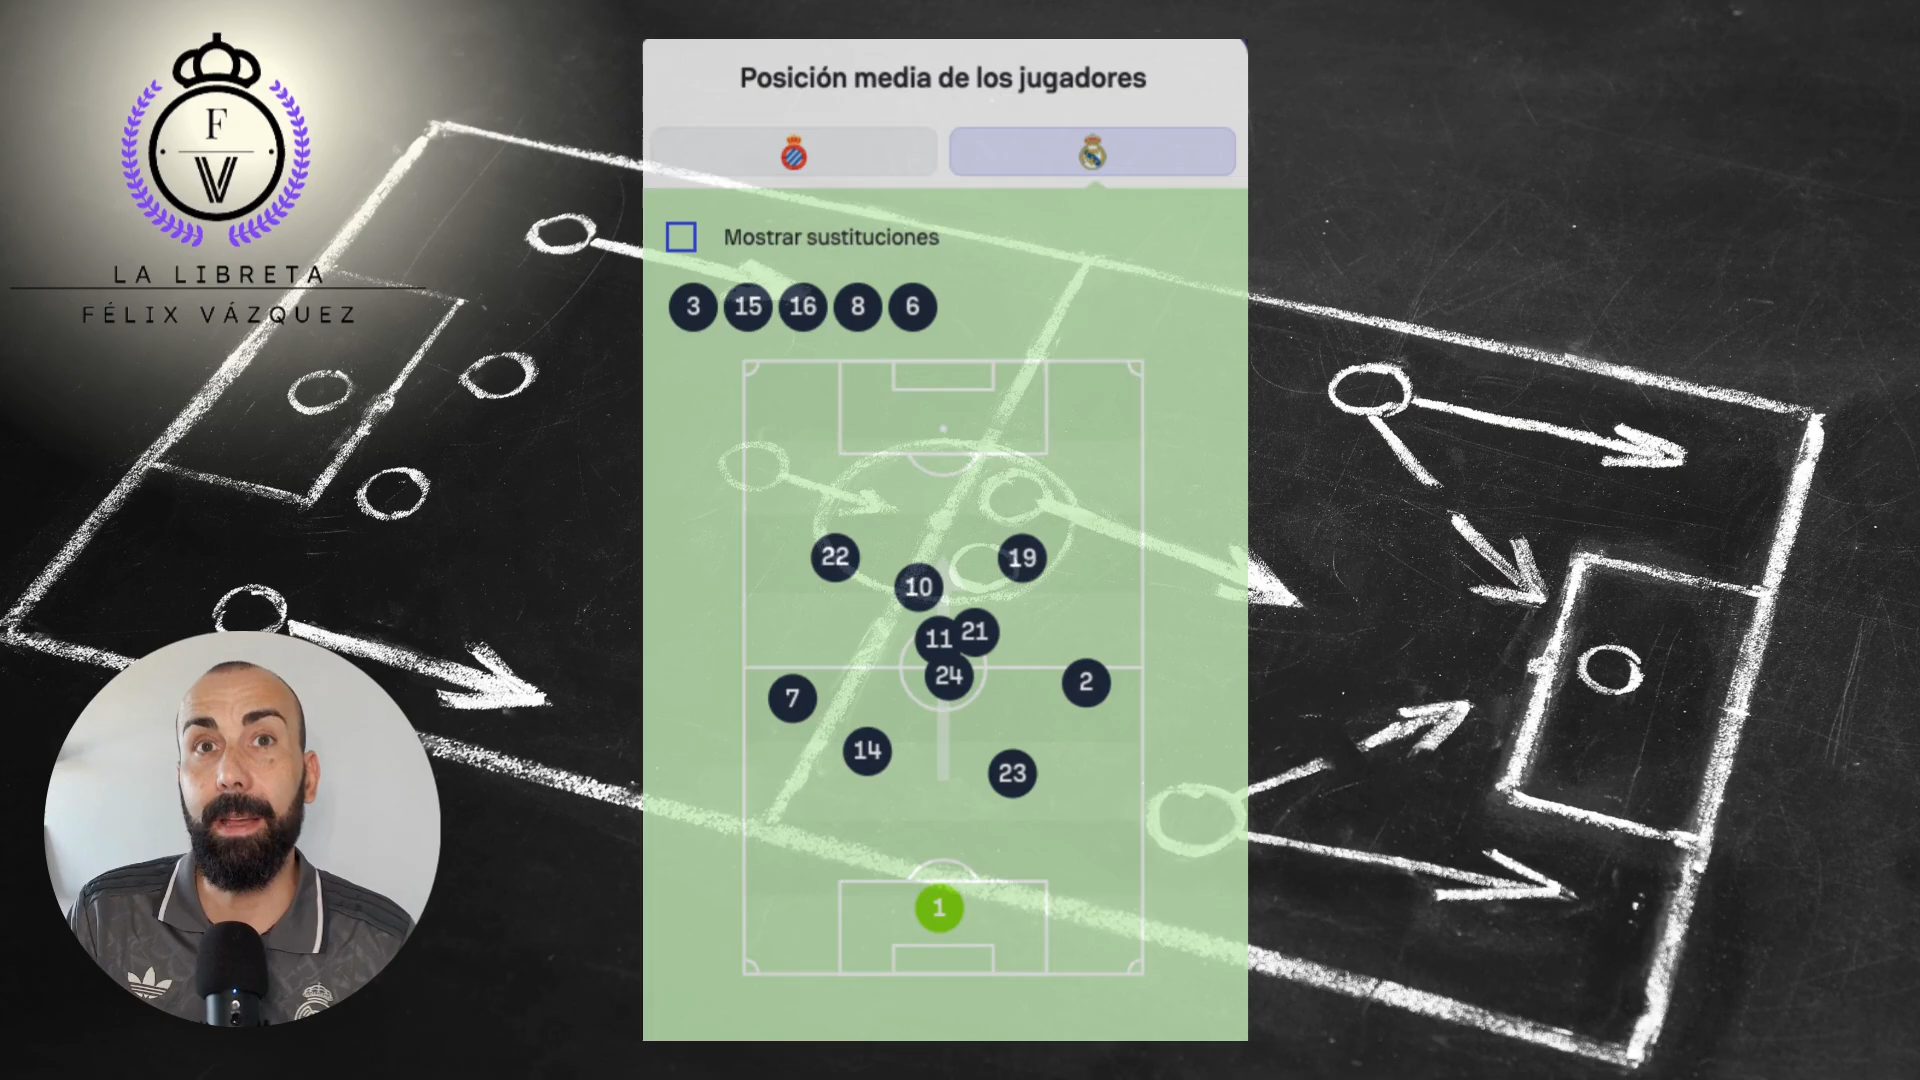 F
V
LA LIBRETA
FÉLIX VÁZQUEZ
Posición media de los jugadores
Mostrar sustituciones
3 15 16 8 6
22 19
10
11 21
24
7 2
14 23
1